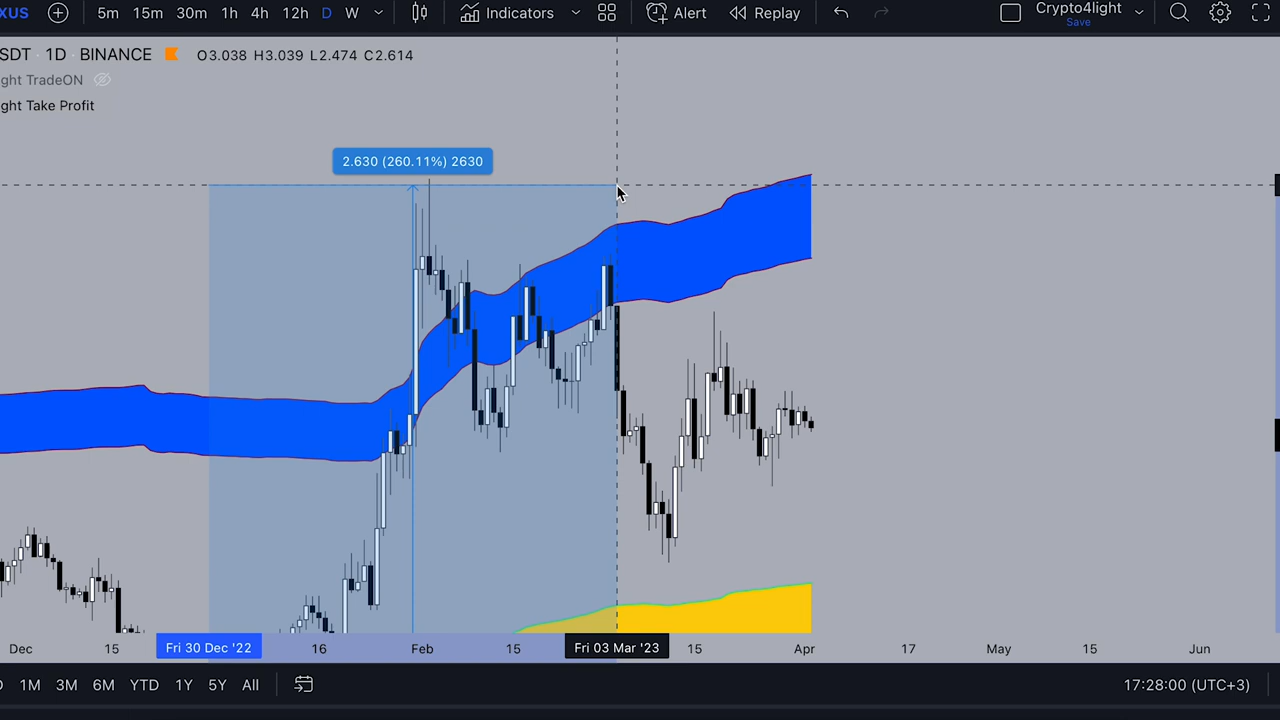 XUS 5m 15m 30m 1h 4h 12h D W Indicators Alert Replay Crypto4light
Save
SDT 1D BINANCE O3.038 H3.039 L2.474 C2.614
ght TradeON
ght Take Profit
2.630 (260.11%) 2630
Dec 15 Fri 30 Dec '22 16 Feb 15 Fri 03 Mar '23 15 Apr 17 May 15 Jun
1M 3M 6M YTD 1Y 5Y All 17:28:00 (UTC+3)